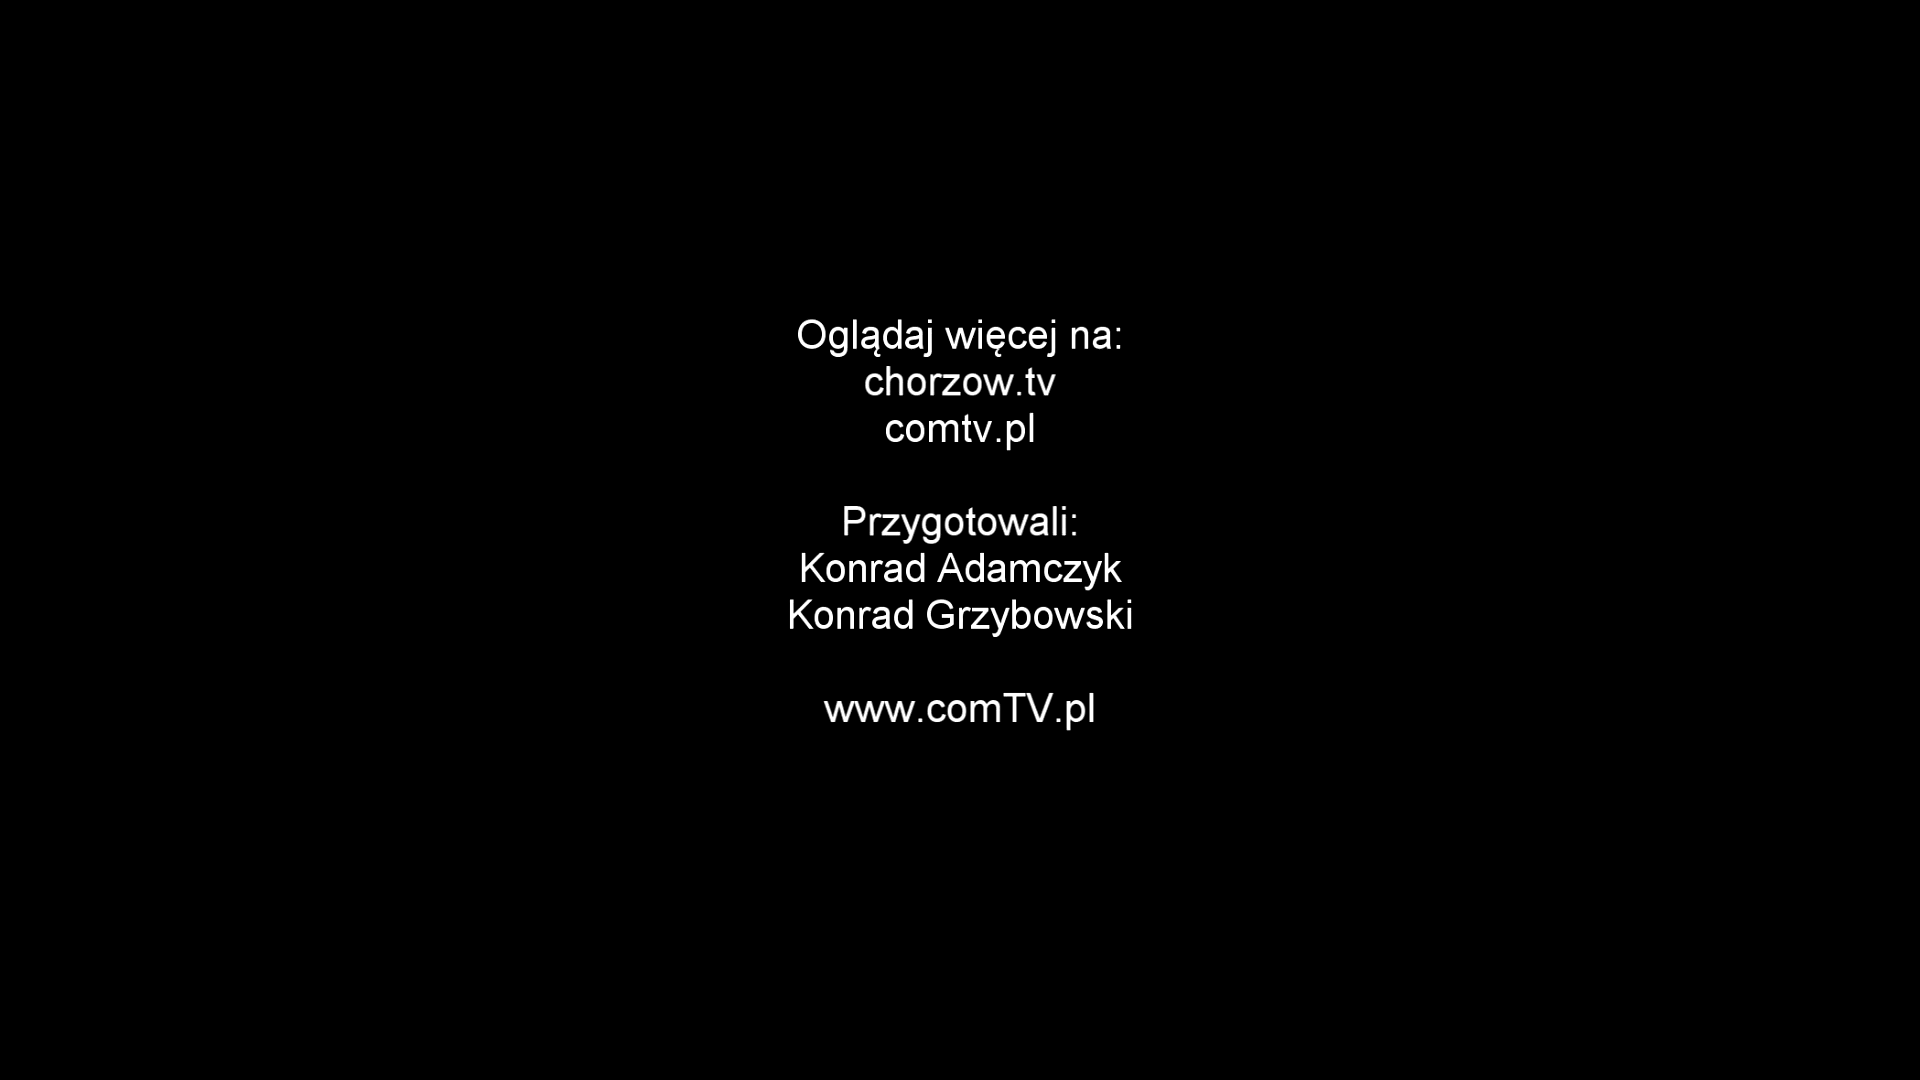 Oglądaj więcej na:
chorzow.tv
comtv.pl
Przygotowali:
Konrad Adamczyk
Konrad Grzybowski
www.comTV.pl